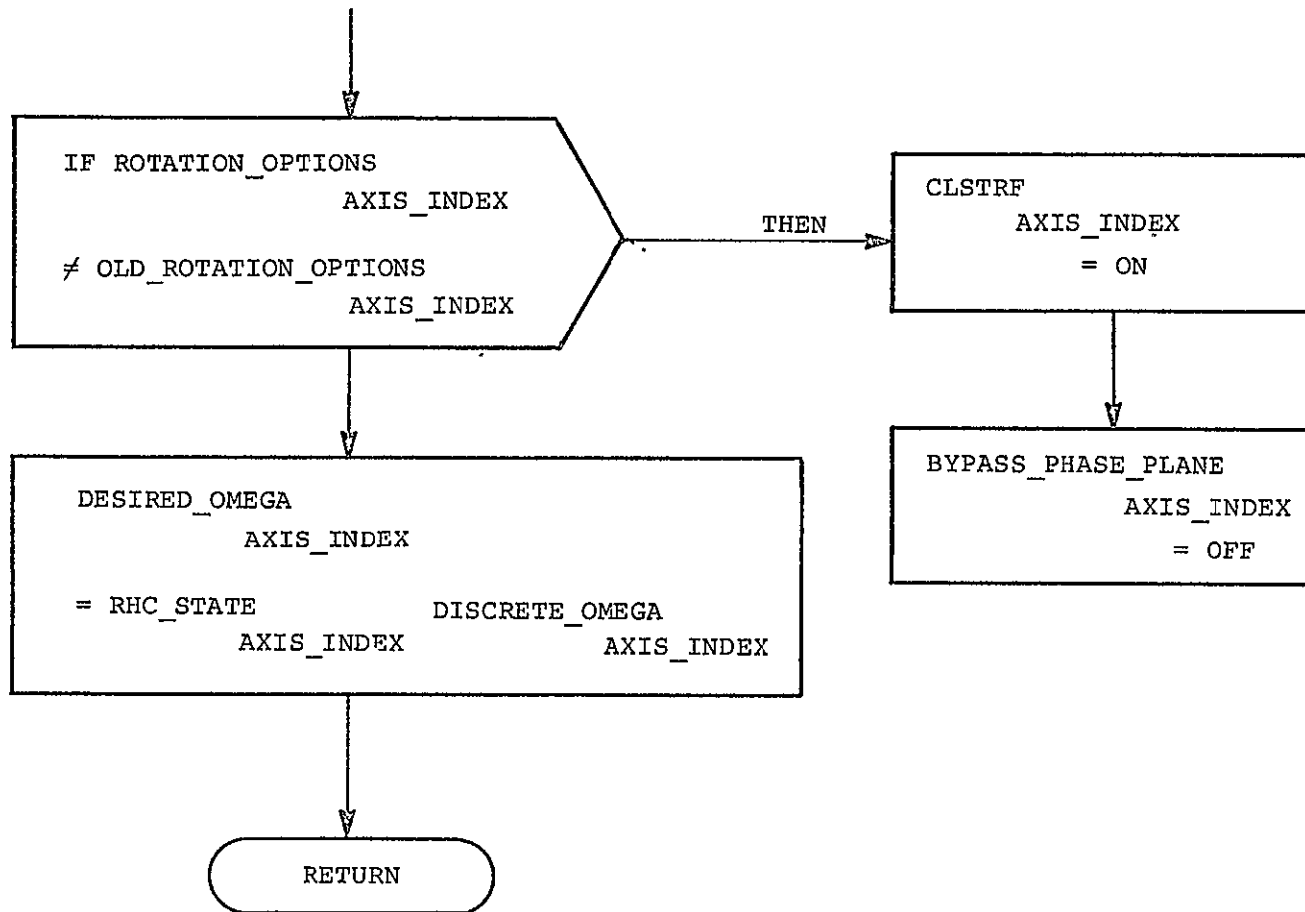 IF ROTATION_OPTIONS
AXIS_INDEX
≠ OLD_ROTATION_OPTIONS
AXIS_INDEX
THEN
CLSTRF
AXIS_INDEX
= ON
BYPASS_PHASE_PLANE
AXIS_INDEX
= OFF
DESIRED_OMEGA
AXIS_INDEX
= RHC_STATE DISCRETE_OMEGA
AXIS_INDEX AXIS_INDEX
RETURN